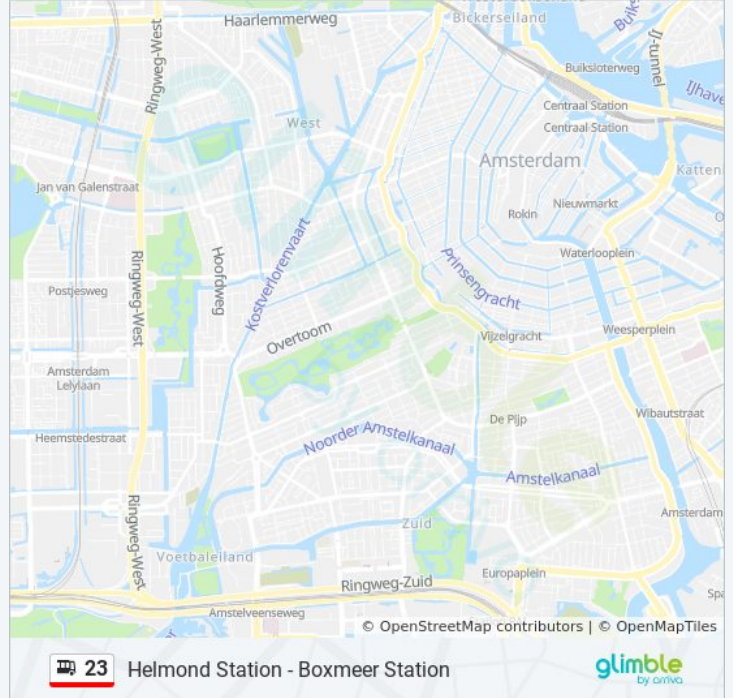 Haarlemmerweg
Bickerseiland
Buiks
IJ-tunnel
Ringweg-West
Buiksloterweg
IJhave
Centraal Station
West
Centraal Station
Amsterdam
Katten
Jan van Galenstraat
Nieuwmarkt
Rokin
O
Kostverlorenvaart
Waterlooplein
Hoofdweg
Prinsengracht
Ringweg-West
Postjesweg
Overtoom
Vijzelgracht
Weesperplein
Amsterdam
Lelylaan
De Pijp
Wibautstraat
Heemstedestraat
Noorder Amstelkanaal
Amstelkanaal
Ringweg-West
Amsterdam
Zuid
Voetbaleiland
Europaplein
Ringweg-Zuid
Spa
Amstelveenseweg
er
© OpenStreetMap contributors | © OpenMapTiles
23 Helmond Station - Boxmeer Station
glimble
by arriva